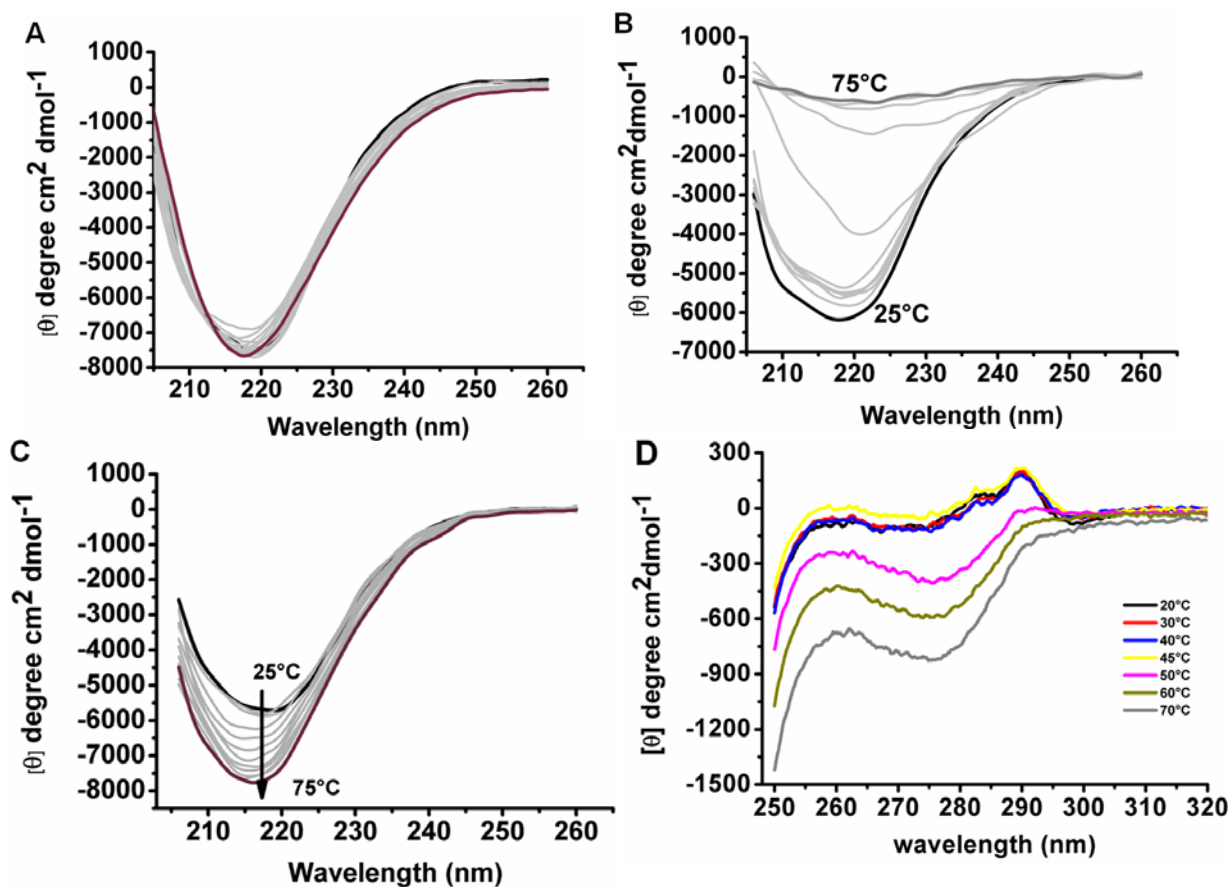 A
1000
0
-1000
-2000
-3000
-4000
-5000
-6000
-7000
-8000
[θ] degree cm² dmol⁻¹
210 220 230 240 250 260
Wavelength (nm)
B
1000
0
-1000
-2000
-3000
-4000
-5000
-6000
-7000
[θ] degree cm²dmol⁻¹
75°C
25°C
210 220 230 240 250 260
Wavelength (nm)
C
1000
0
-1000
-2000
-3000
-4000
-5000
-6000
-7000
-8000
[θ] degree cm² dmol⁻¹
25°C
75°C
210 220 230 240 250 260
Wavelength (nm)
D
300
0
-300
-600
-900
-1200
-1500
[θ] degree cm²dmol⁻¹
20°C
30°C
40°C
45°C
50°C
60°C
70°C
250 260 270 280 290 300 310 320
wavelength (nm)